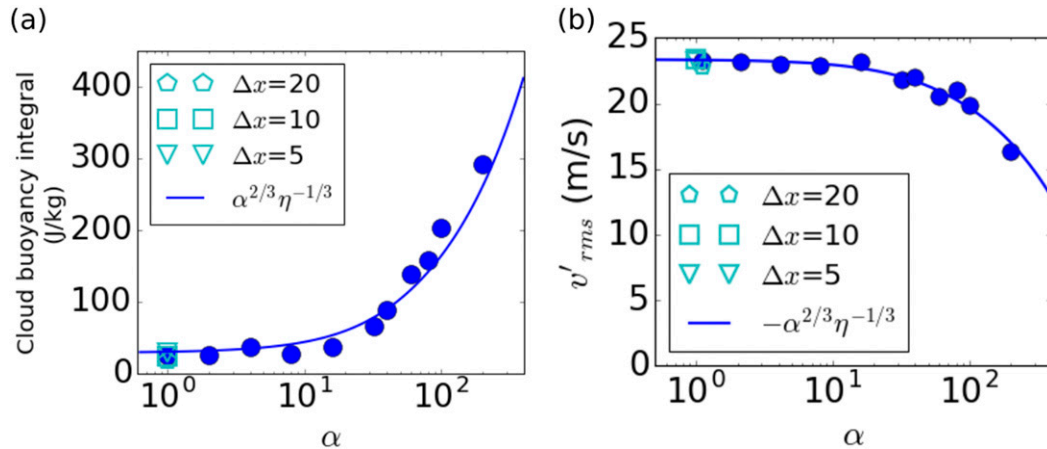 (a)
Cloud buoyancy integral
(J/kg)
400
300
200
100
0
Δx=20
Δx=10
Δx=5
α^{2/3}η^{-1/3}
10^0
10^1
10^2
α
(b)
v'_{rms} (m/s)
25
20
15
10
5
0
Δx=20
Δx=10
Δx=5
−α^{2/3}η^{-1/3}
10^0
10^1
10^2
α